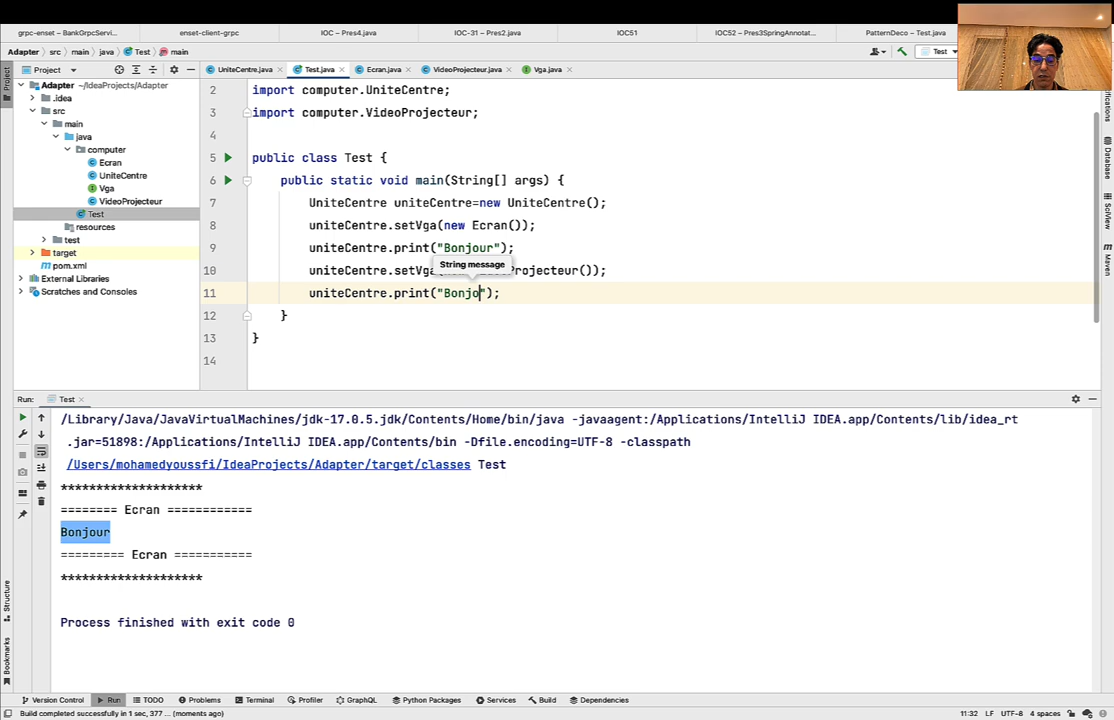 grpc-enset – BankGrpcServi...
enset-client-grpc
IOC – Pres4.java
IOC-31 – Pres2.java
IOC51
IOC52 – Pres3SpringAnnotat...
PatternDeco – Test.java
Adapter › src › main › java › Test › main
Test
Project
UniteCentre.java
Test.java
Ecran.java
VideoProjecteur.java
Vga.java
Project
Adapter ~/IdeaProjects/Adapter
.idea
src
main
java
computer
Ecran
UniteCentre
Vga
VideoProjecteur
Test
resources
test
target
pom.xml
External Libraries
Scratches and Consoles
2 import computer.UniteCentre;
3 import computer.VideoProjecteur;
4
5 public class Test {
6 public static void main(String[] args) {
7 UniteCentre uniteCentre=new UniteCentre();
8 uniteCentre.setVga(new Ecran());
9 uniteCentre.print("Bonjour");
String message
10 uniteCentre.setVga Projecteur());
11 uniteCentre.print("Bonjo");
12 }
13 }
14
Database
SciView
Maven
Run: Test
/Library/Java/JavaVirtualMachines/jdk-17.0.5.jdk/Contents/Home/bin/java -javaagent:/Applications/IntelliJ IDEA.app/Contents/lib/idea_rt
.jar=51898:/Applications/IntelliJ IDEA.app/Contents/bin -Dfile.encoding=UTF-8 -classpath
/Users/mohamedyoussfi/IdeaProjects/Adapter/target/classes Test
********************
======== Ecran ============
Bonjour
========= Ecran ===========
********************
Process finished with exit code 0
Structure
Bookmarks
Version Control
Run
TODO
Problems
Terminal
Profiler
GraphQL
Python Packages
Services
Build
Dependencies
Build completed successfully in 1 sec, 377 ... (moments ago)
11:32 LF UTF-8 4 spaces